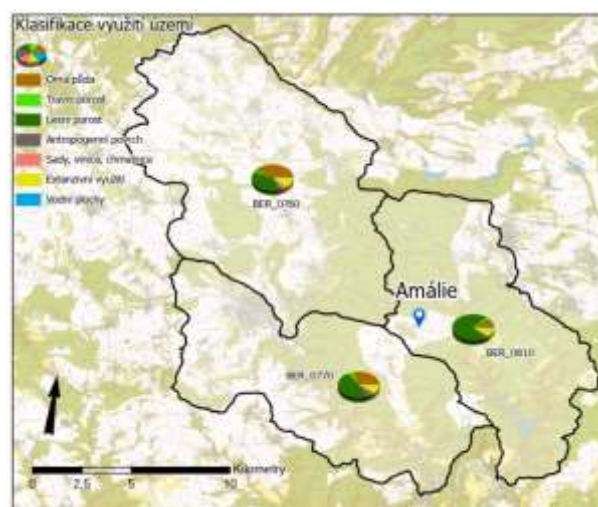 Klasifikace využití území
Orná půda
Travní porost
Lesní porost
Antropogenní povrch
Sady, vinice, chmelnice
Extenzivní využití
Vodní plochy
BER_0780
Amálie
BER_0810
BER_0770
Kilometry
0 2,5 5 10